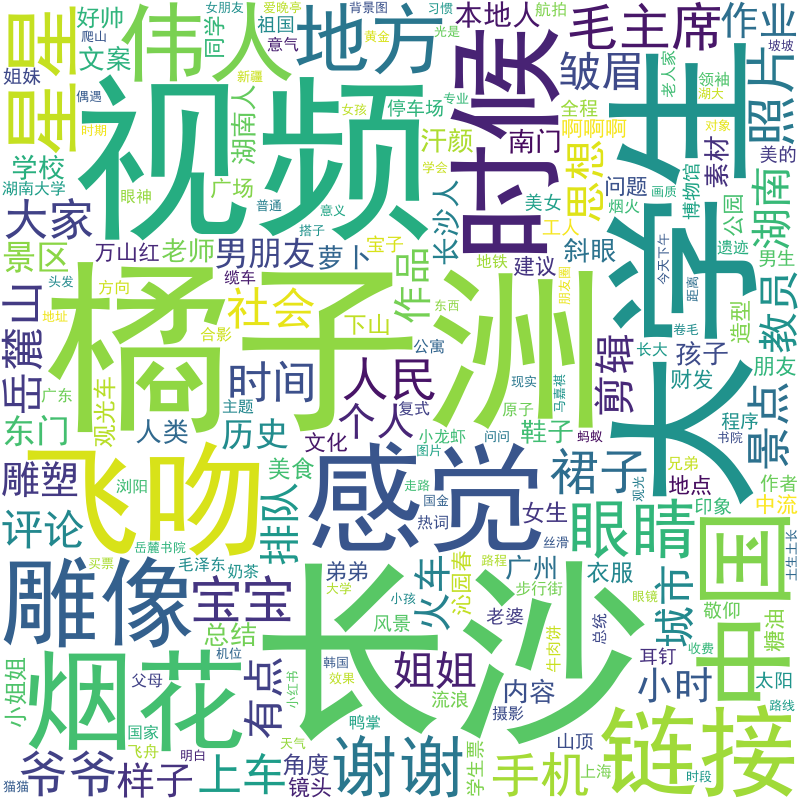 女朋友
爱晚亭
背景图
习惯
航拍
本地人
作业
好帅
爬山
伟人
同学
祖国
意气
地方
黄金
光是
毛主席
坡坡
星星
文案
姐妹
新疆
皱眉
老人家
领袖
照片
偶遇
视频
时候
大学生
湖大
时期
湖南人
女孩
停车场
专业
全程
对象
汗颜
南门
啊啊啊
素材
美的
学校
学会
思想
湖南大学
眼神
广场
长沙人
问题
画质
博物馆
公园
湖南
普通
意义
美女
烟火
大家
搭子
工人
遗迹
景区
万山红
老师
男朋友
宝子
萝卜
地铁
建议
斜眼
男生
今天下午
头发
方向
缆车
作品
东西
朋友圈
造型
教员
距离
橘子洲
岳麓山
地址
社会
合影
下山
卷毛
孩子
朋友
广东
观光车
时间
人民
公寓
现实
马嘉祺
剪辑
长大
财发
东门
主题
个人
复式
原子
鞋子
程序
景点
人类
历史
文化
小龙虾
问问
蚂蚁
书院
雕塑
飞吻
美食
图片
感觉
裙子
兄弟
作者
浏阳
走路
地点
观光
印象
中流
评论
排队
国金
热词
女生
眼睛
中国
岳麓书院
丝滑
毛泽东
奶茶
弟弟
火车
沁园春
广州
步行街
衣服
城市
买票
雕像
宝宝
大学
小孩
长沙
路程
眼镜
敬仰
总结
风景
老婆
牛肉饼
总统
收费
糖油
小姐姐
烟花
机位
有点
韩国
姐姐
耳钉
父母
小红书
效果
流浪
内容
小时
太阳
链接
国家
鸭掌
摄影
山顶
路线
飞舟
明白
天气
谢谢
学生票
猫猫
爷爷
样子
上车
角度
镜头
手机
上海
时段